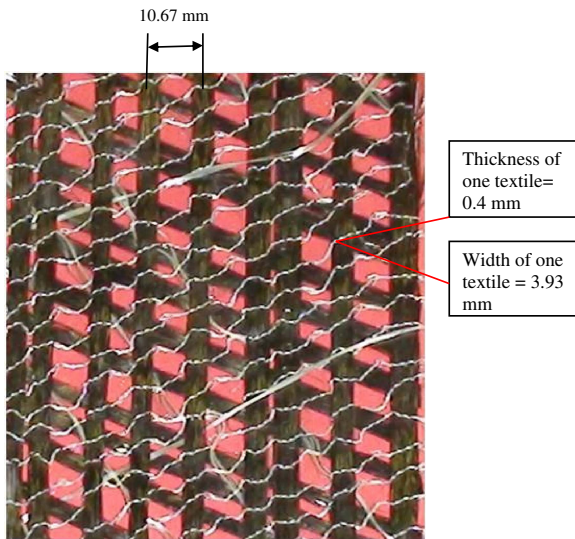 10.67 mm
Thickness of
one textile=
0.4 mm
Width of one
textile = 3.93
mm